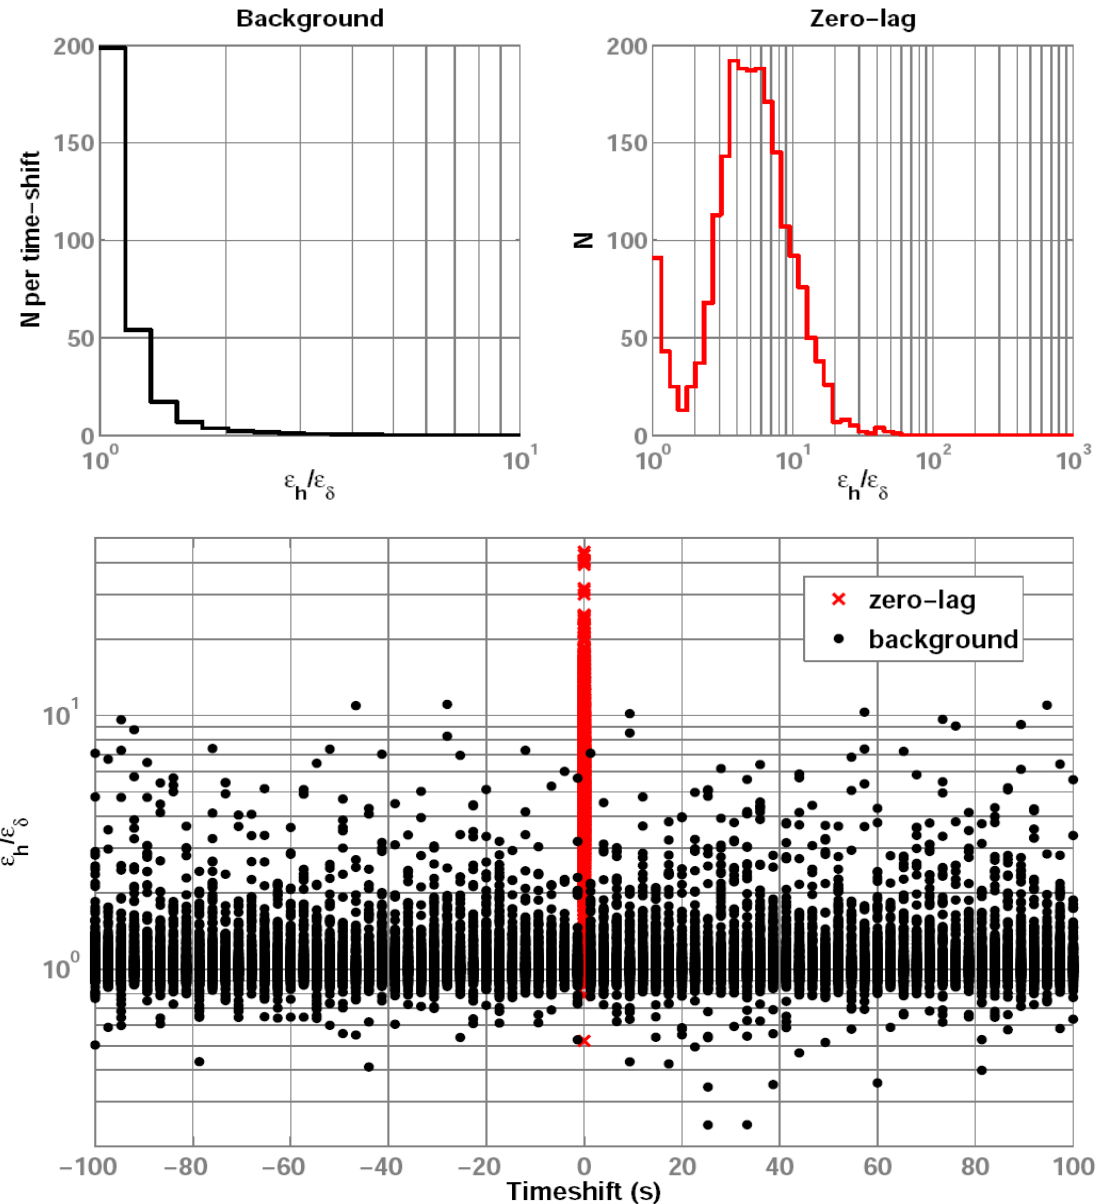 Background
200
150
100
50
0
N per time-shift
10^0
10^1
ε_h/ε_δ
Zero-lag
200
150
100
50
0
N
10^0
10^1
10^2
10^3
ε_h/ε_δ
zero-lag
background
10^1
10^0
ε_h/ε_δ
-100
-80
-60
-40
-20
0
20
40
60
80
100
Timeshift (s)